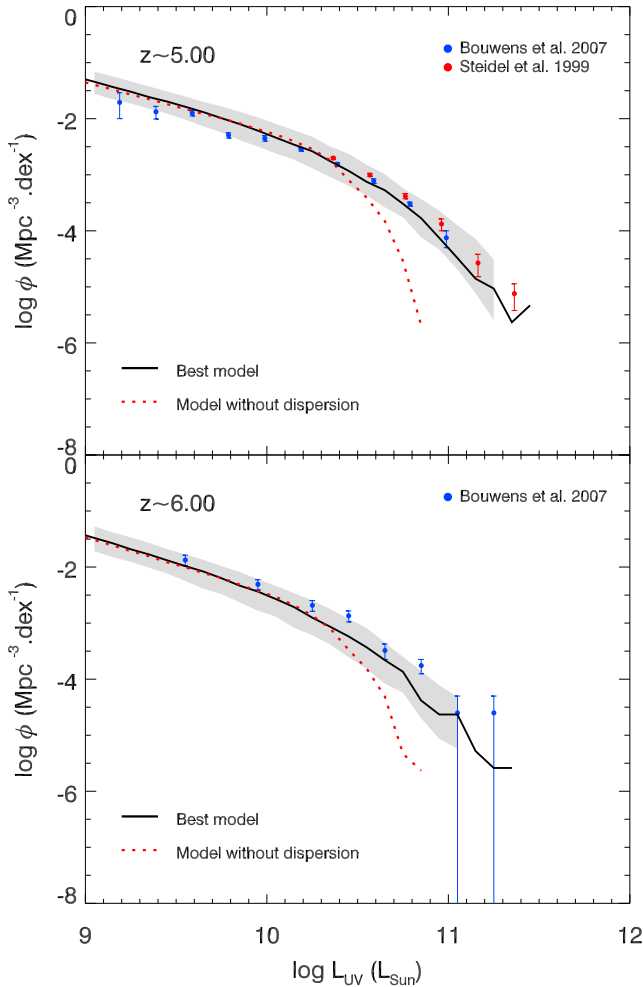 0
z~5.00
Bouwens et al. 2007
Steidel et al. 1999
-2
-4
-6
-8
log ϕ (Mpc⁻³.dex⁻¹)
Best model
Model without dispersion
0
z~6.00
Bouwens et al. 2007
-2
-4
-6
-8
log ϕ (Mpc⁻³.dex⁻¹)
Best model
Model without dispersion
9 10 11 12
log L_UV (L_Sun)